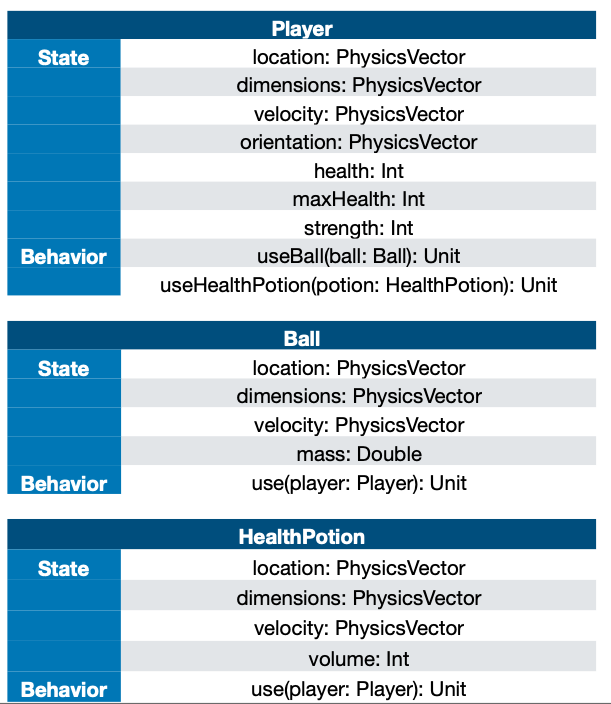 Player
State location: PhysicsVector
dimensions: PhysicsVector
velocity: PhysicsVector
orientation: PhysicsVector
health: Int
maxHealth: Int
strength: Int
Behavior useBall(ball: Ball): Unit
useHealthPotion(potion: HealthPotion): Unit
Ball
State location: PhysicsVector
dimensions: PhysicsVector
velocity: PhysicsVector
mass: Double
Behavior use(player: Player): Unit
HealthPotion
State location: PhysicsVector
dimensions: PhysicsVector
velocity: PhysicsVector
volume: Int
Behavior use(player: Player): Unit